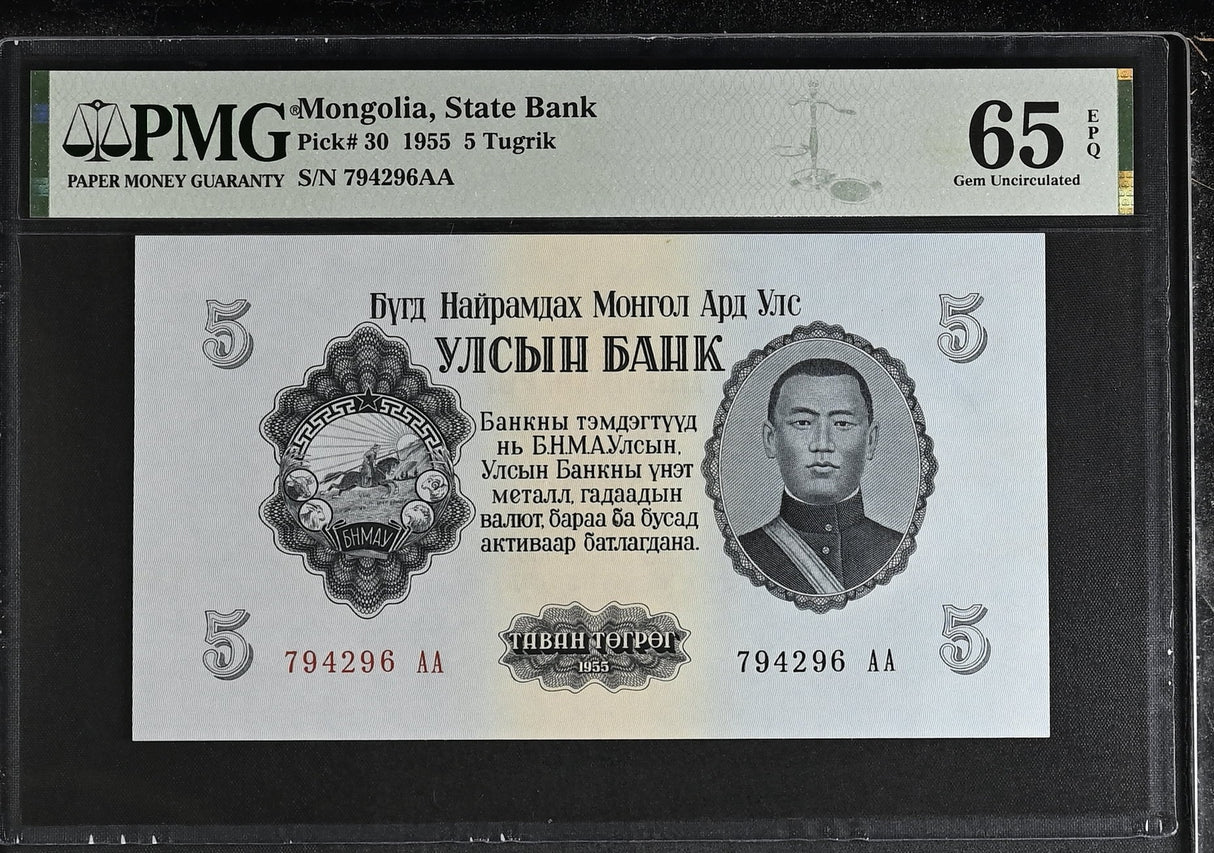 PMG® Mongolia, State Bank
Pick# 30 1955 5 Tugrik
PAPER MONEY GUARANTY S/N 794296AA
65 EPQ
Gem Uncirculated
Бүгд Найрамдах Монгол Ард Улс
5 5
УЛСЫН БАНК
Банкны тэмдэгтүүд
нь Б.Н.М.А.Улсын,
Улсын Банкны үнэт
металл, гадаадын
валют, бараа ба бусад
активаар батлагдана.
БНМАУ
5 5
ТАВАН ТӨГРӨГ
1955
794296 АА 794296 АА